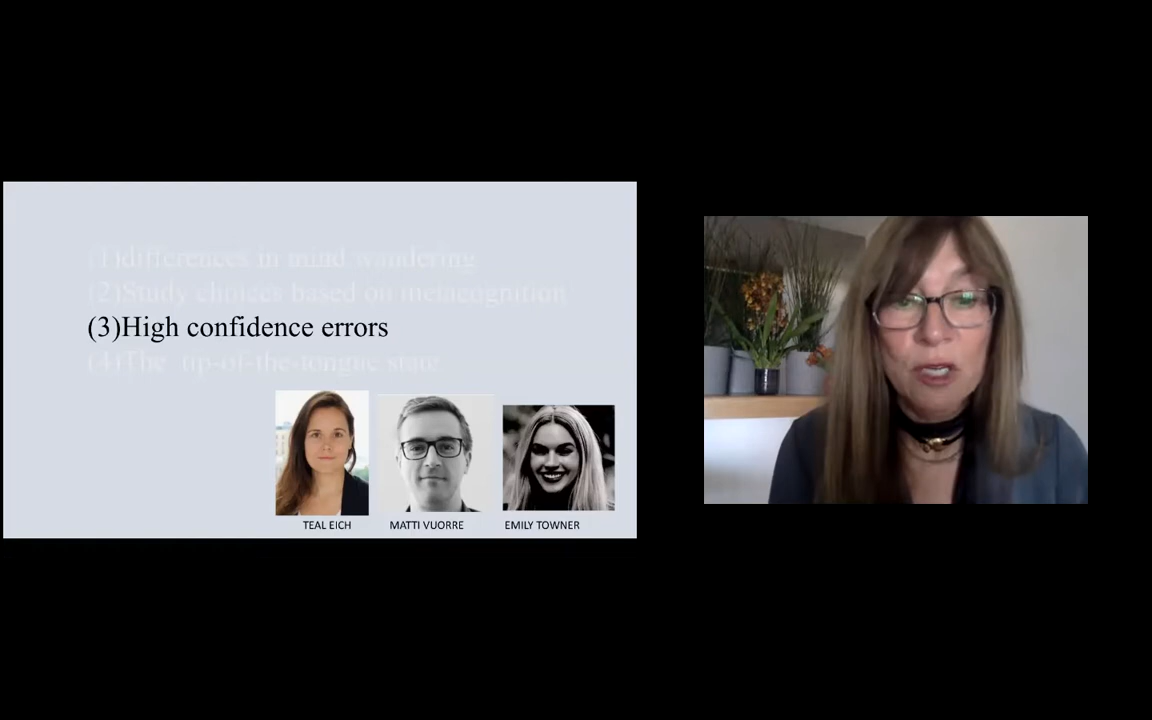 (1)differences in mind wandering
(2)Study choices based on metacognition
(3)High confidence errors
(4)The tip-of-the-tongue state
TEAL EICH
MATTI VUORRE
EMILY TOWNER